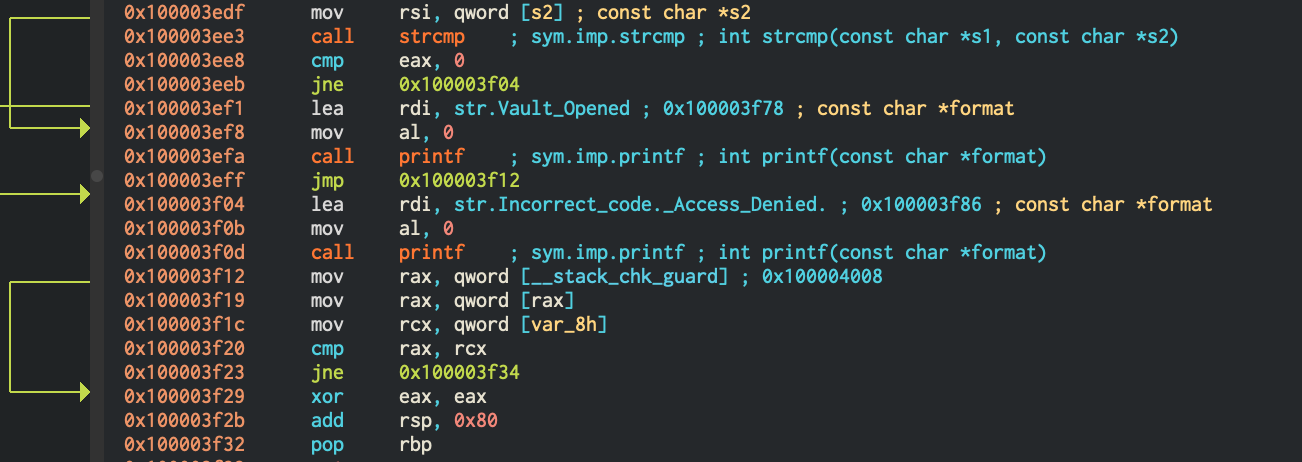 0x100003edf mov rsi, qword [s2] ; const char *s2
0x100003ee3 call strcmp ; sym.imp.strcmp ; int strcmp(const char *s1, const char *s2)
0x100003ee8 cmp eax, 0
0x100003eeb jne 0x100003f04
0x100003ef1 lea rdi, str.Vault_Opened ; 0x100003f78 ; const char *format
0x100003ef8 mov al, 0
0x100003efa call printf ; sym.imp.printf ; int printf(const char *format)
0x100003eff jmp 0x100003f12
0x100003f04 lea rdi, str.Incorrect_code._Access_Denied. ; 0x100003f86 ; const char *format
0x100003f0b mov al, 0
0x100003f0d call printf ; sym.imp.printf ; int printf(const char *format)
0x100003f12 mov rax, qword [__stack_chk_guard] ; 0x100004008
0x100003f19 mov rax, qword [rax]
0x100003f1c mov rcx, qword [var_8h]
0x100003f20 cmp rax, rcx
0x100003f23 jne 0x100003f34
0x100003f29 xor eax, eax
0x100003f2b add rsp, 0x80
0x100003f32 pop rbp